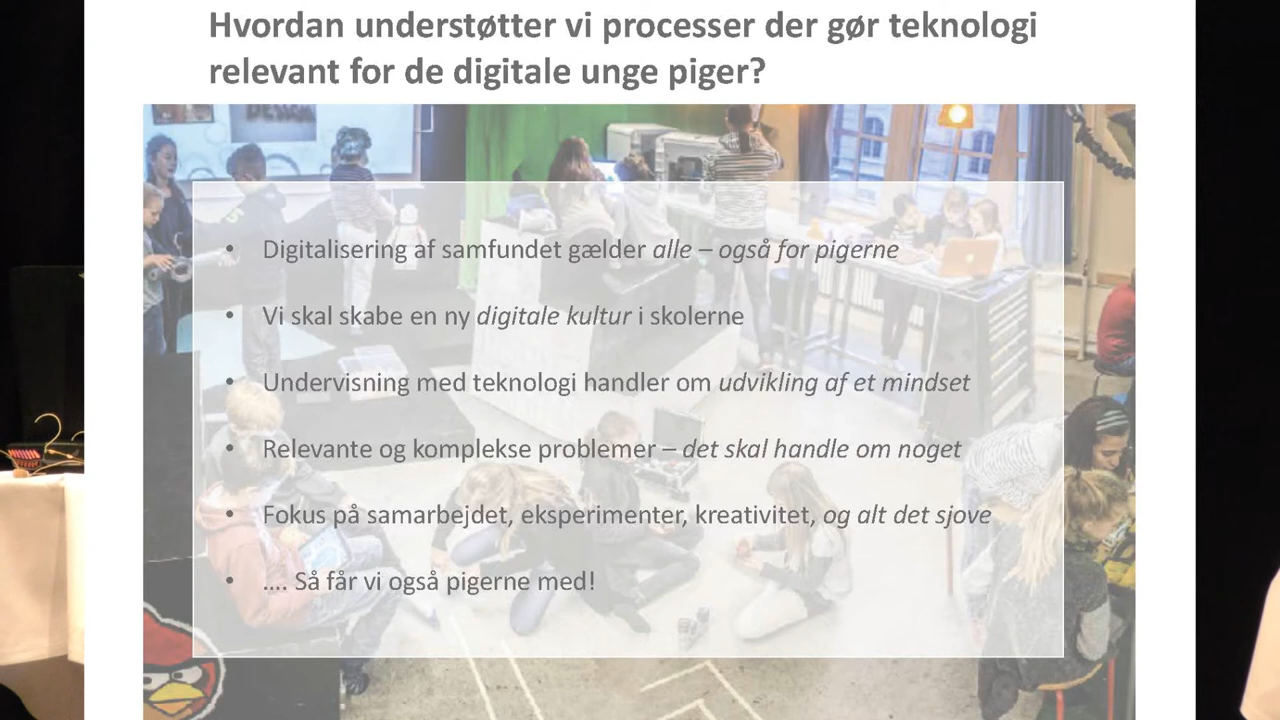 Hvordan understøtter vi processer der gør teknologi
relevant for de digitale unge piger?
DESIGN
• Digitalisering af samfundet gælder alle – også for pigerne
• Vi skal skabe en ny digitale kultur i skolerne
• Undervisning med teknologi handler om udvikling af et mindset
• Relevante og komplekse problemer – det skal handle om noget
• Fokus på samarbejdet, eksperimenter, kreativitet, og alt det sjove
• .... Så får vi også pigerne med!